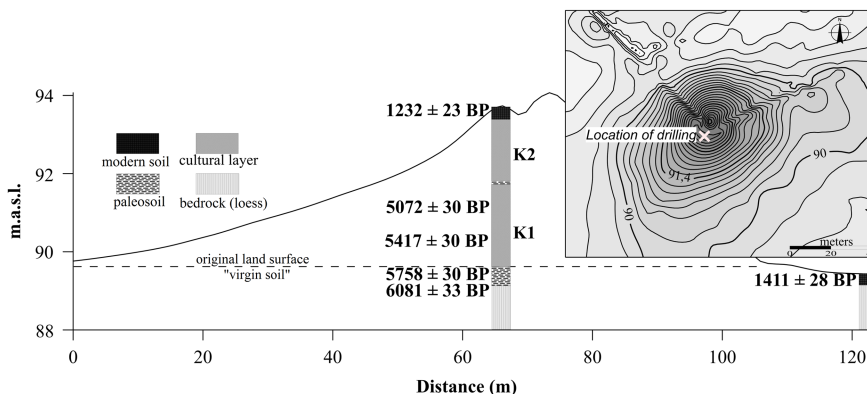 94
92
90
88
m.a.s.l.
0
20
40
60
80
100
120
Distance (m)
modern soil
cultural layer
paleosoil
bedrock (loess)
original land surface
"virgin soil"
1232 ± 23 BP
5072 ± 30 BP
5417 ± 30 BP
5758 ± 30 BP
6081 ± 33 BP
K2
K1
1411 ± 28 BP
N
Location of drilling
91,4
90
90
meters
0 20